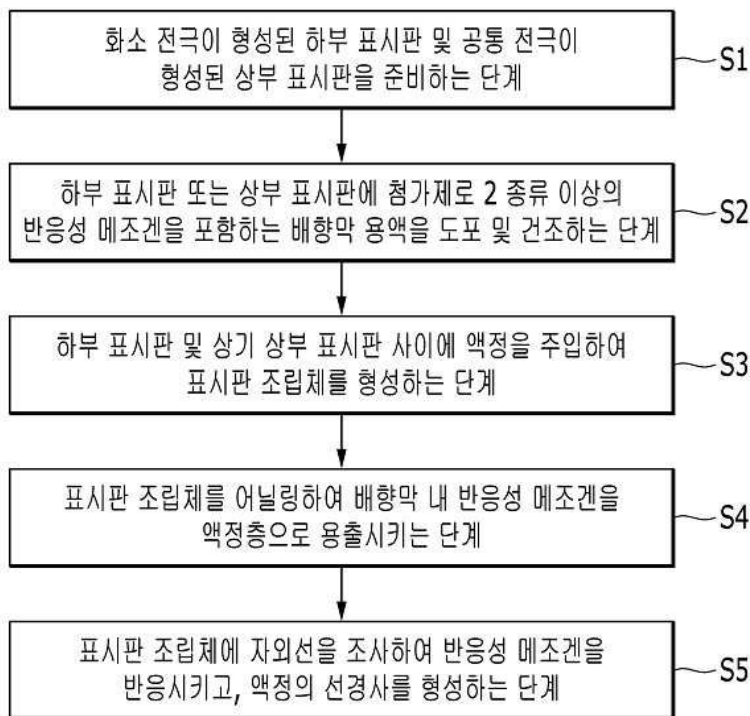 화소 전극이 형성된 하부 표시판 및 공통 전극이
형성된 상부 표시판을 준비하는 단계
S1
하부 표시판 또는 상부 표시판에 첨가제로 2 종류 이상의
반응성 메조겐을 포함하는 배향막 용액을 도포 및 건조하는 단계
S2
하부 표시판 및 상기 상부 표시판 사이에 액정을 주입하여
표시판 조립체를 형성하는 단계
S3
표시판 조립체를 어닐링하여 배향막 내 반응성 메조겐을
액정층으로 용출시키는 단계
S4
표시판 조립체에 자외선을 조사하여 반응성 메조겐을
반응시키고, 액정의 선경사를 형성하는 단계
S5